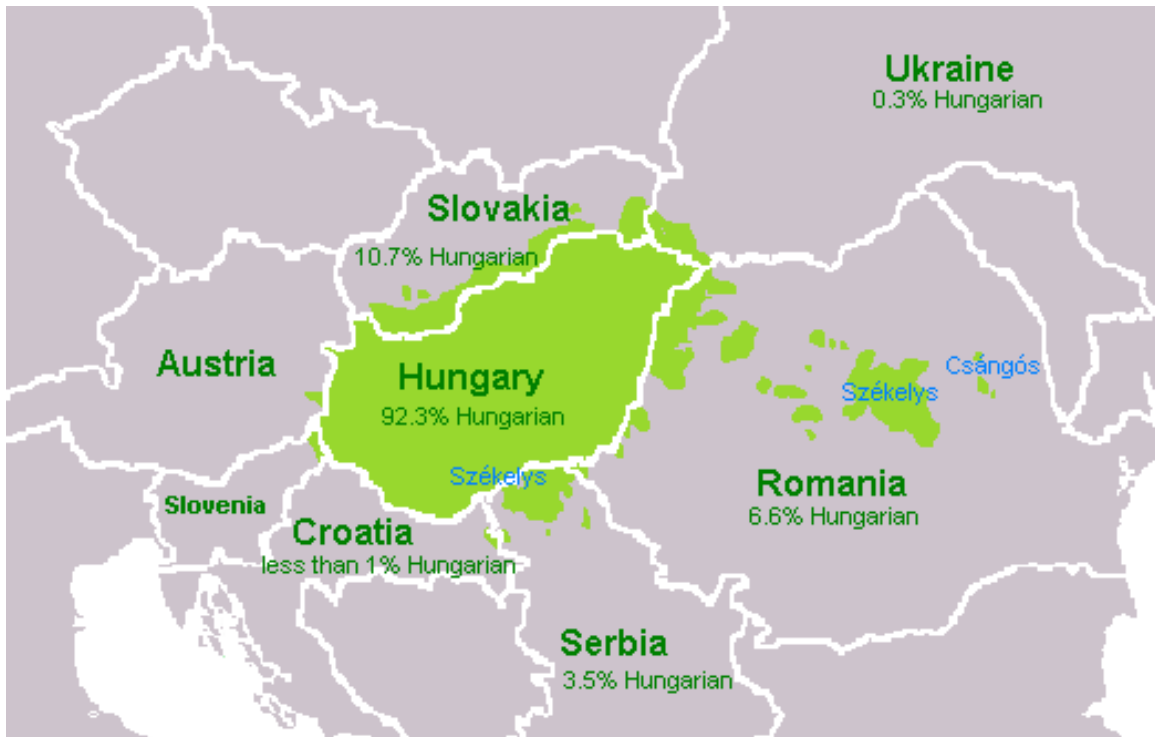 Ukraine
0.3% Hungarian
Slovakia
10.7% Hungarian
Austria
Hungary
92.3% Hungarian
Csángós
Székelys
Székelys
Romania
6.6% Hungarian
Slovenia
Croatia
less than 1% Hungarian
Serbia
3.5% Hungarian